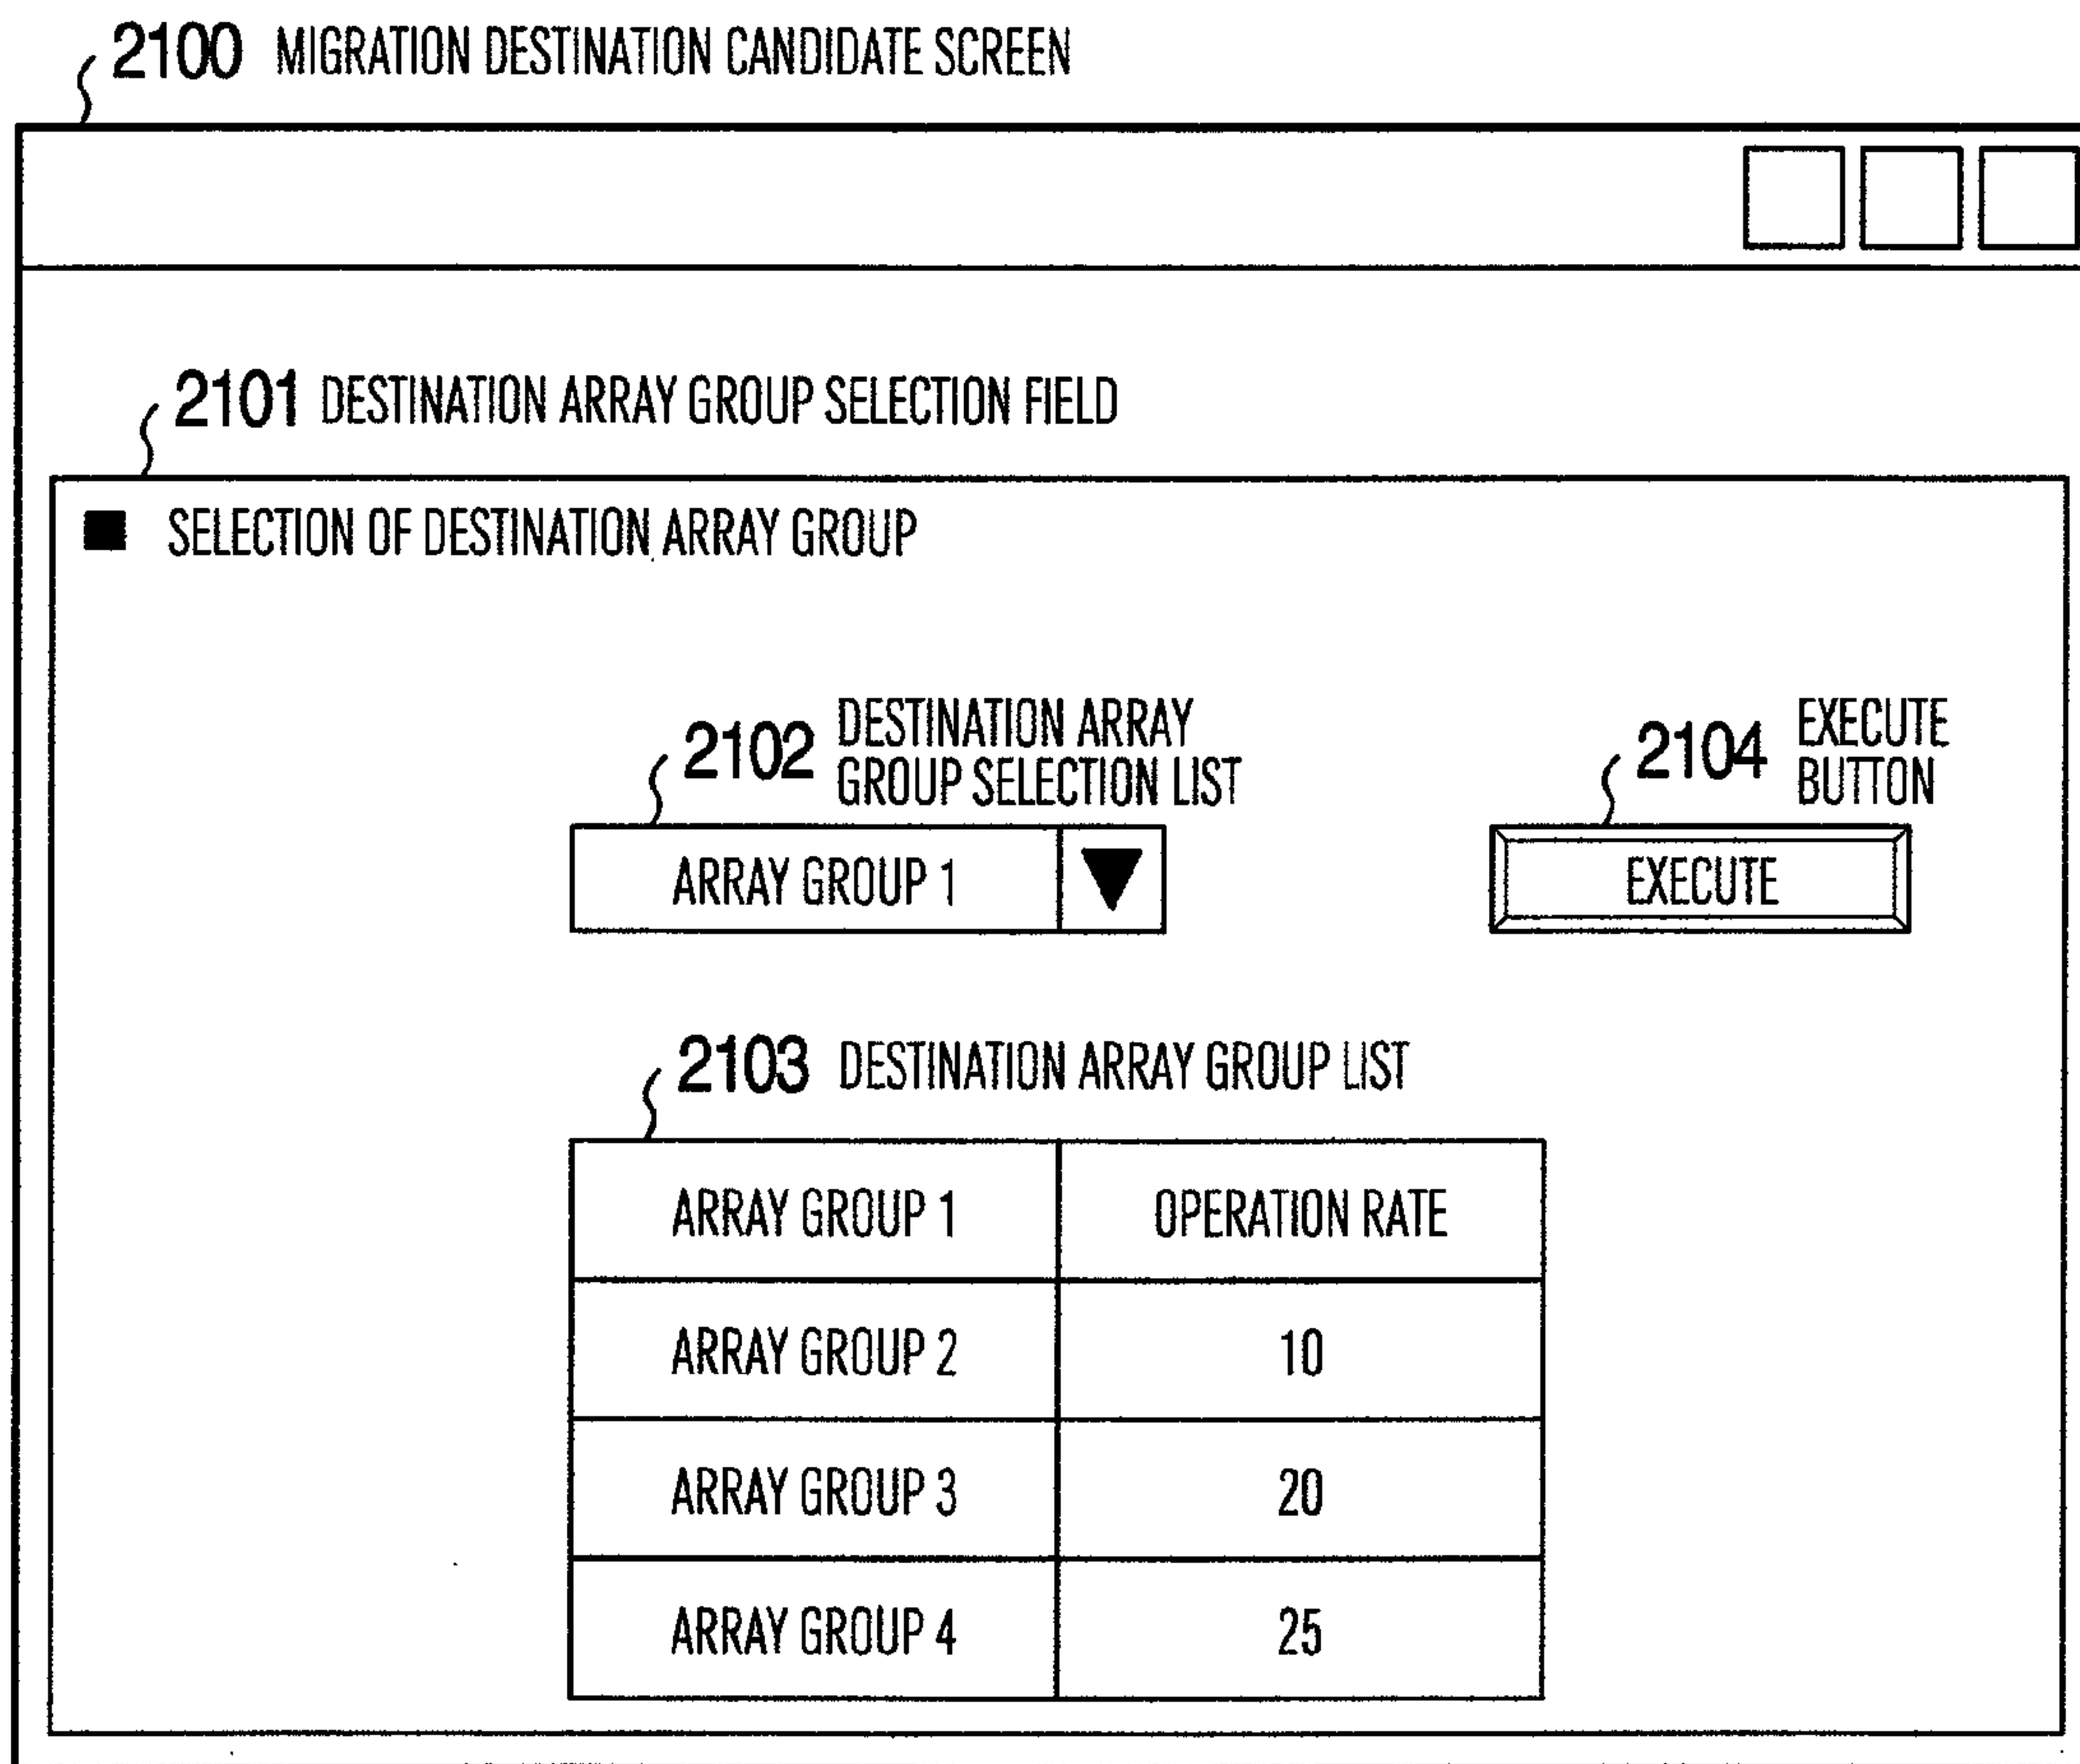 2100 MIGRATION DESTINATION CANDIDATE SCREEN
2101 DESTINATION ARRAY GROUP SELECTION FIELD
■ SELECTION OF DESTINATION ARRAY GROUP
2102 DESTINATION ARRAY
GROUP SELECTION LIST
2104 EXECUTE
BUTTON
ARRAY GROUP 1 ▼
EXECUTE
2103 DESTINATION ARRAY GROUP LIST
ARRAY GROUP 1 OPERATION RATE
ARRAY GROUP 2 10
ARRAY GROUP 3 20
ARRAY GROUP 4 25